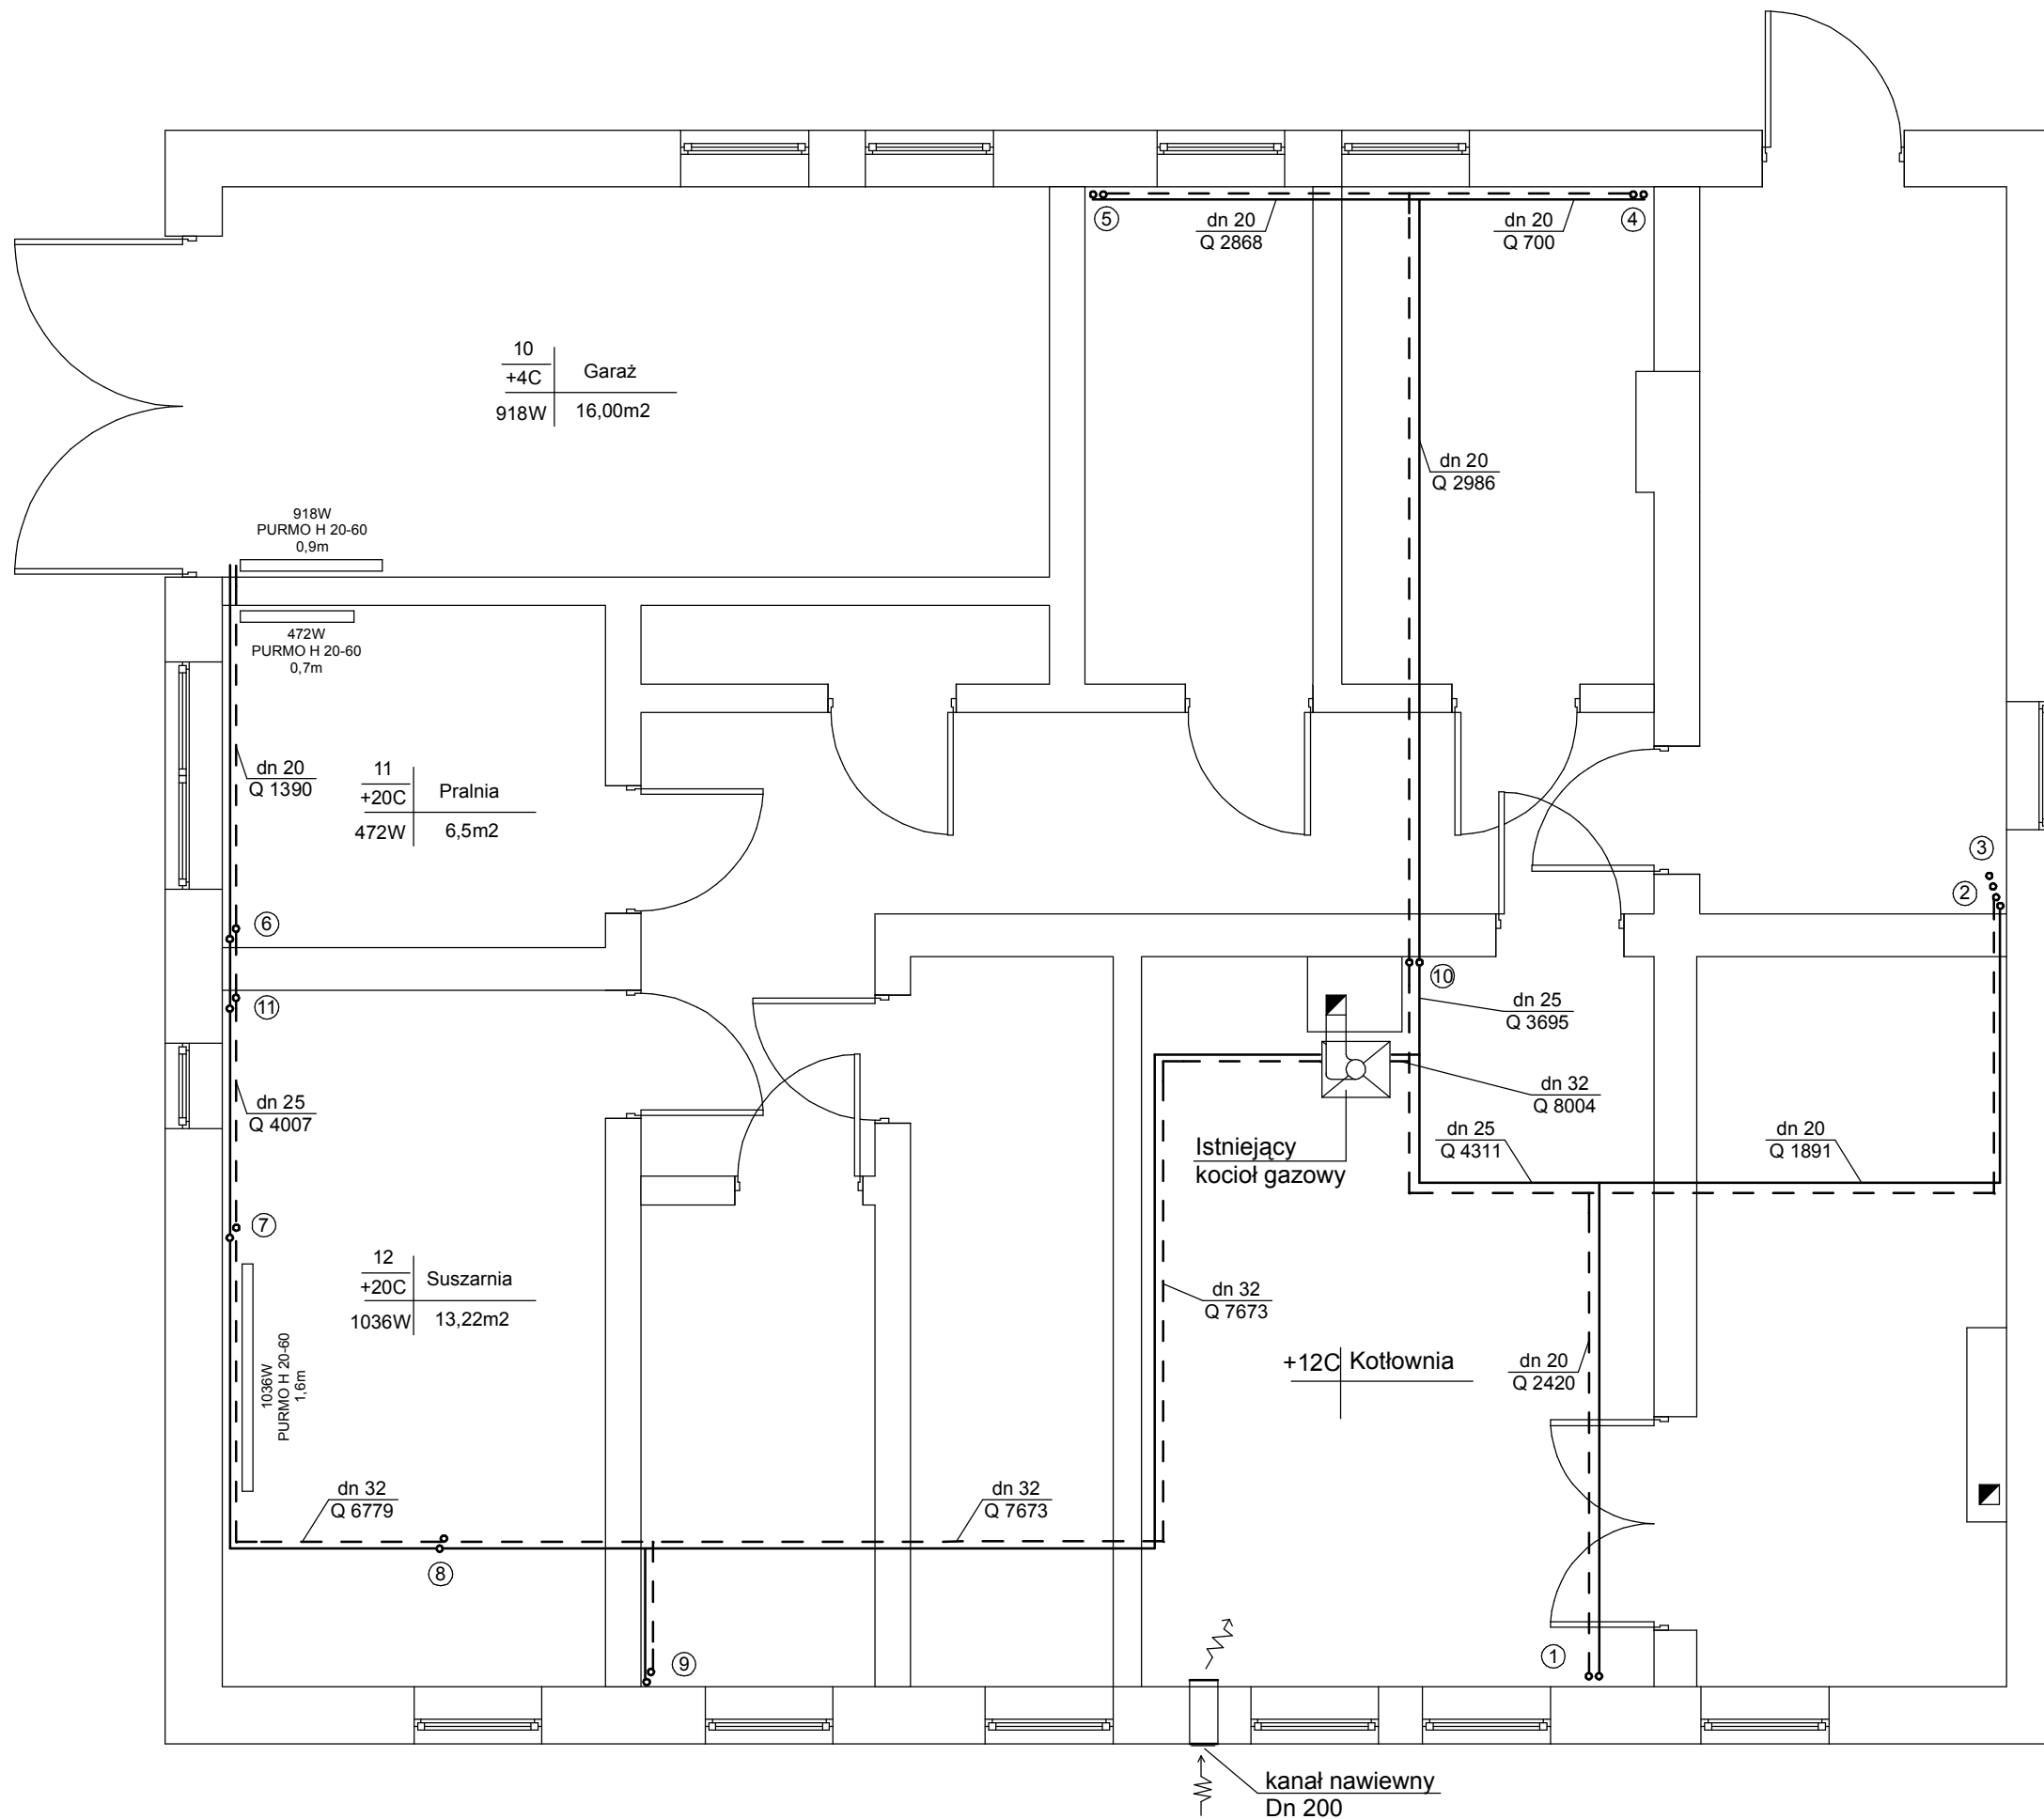 5
dn 20
Q 2868
dn 20
Q 700
4
10
+4C
Garaż
918W
16,00m2
dn 20
Q 2986
918W
PURMO H 20-60
0,9m
472W
PURMO H 20-60
0,7m
dn 20
Q 1390
11
+20C
Pralnia
472W
6,5m2
3
2
6
10
11
dn 25
Q 3695
dn 25
Q 4007
dn 32
Q 8004
Istniejący
kocioł gazowy
dn 25
Q 4311
dn 20
Q 1891
7
12
+20C
Suszarnia
1036W
13,22m2
dn 32
Q 7673
1036W
PURMO H 20-60
1,6m
+12C
Kotłownia
dn 20
Q 2420
dn 32
Q 6779
dn 32
Q 7673
8
9
1
kanał nawiewny
Dn 200